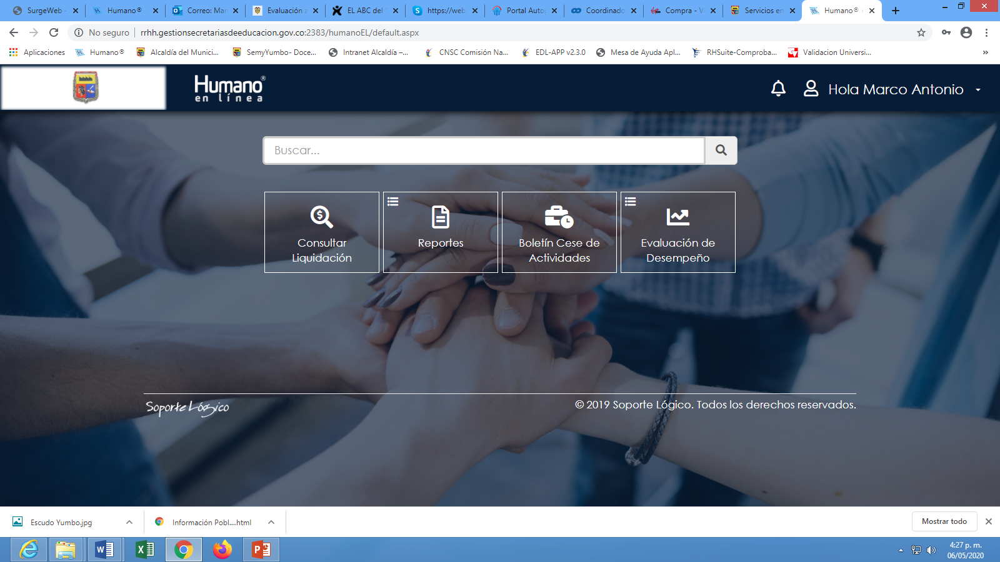 SurgeWeb -
Humano®
Correo: Mar
Evaluación a
EL ABC del
https://web
Portal Autog
Coordinado
Compra - V
Servicios en
Humano® e
No seguro
rrhh.gestionsecretariasdeeducacion.gov.co:2383/humanoEL/default.aspx
Aplicaciones
Humano®
Alcaldía del Munici...
SemyYumbo- Doce...
Intranet Alcaldía –...
CNSC Comisión Na...
EDL-APP v2.3.0
Mesa de Ayuda Apl...
RHSuite-Comproba...
Validacion Universi...
»
Humano®
en línea
Hola Marco Antonio
Buscar...
Consultar
Liquidación
Reportes
Boletín Cese de
Actividades
Evaluación de
Desempeño
Soporte Lógico
© 2019 Soporte Lógico. Todos los derechos reservados.
Escudo Yumbo.jpg
Información Pobl....html
Mostrar todo
4:27 p. m.
06/05/2020